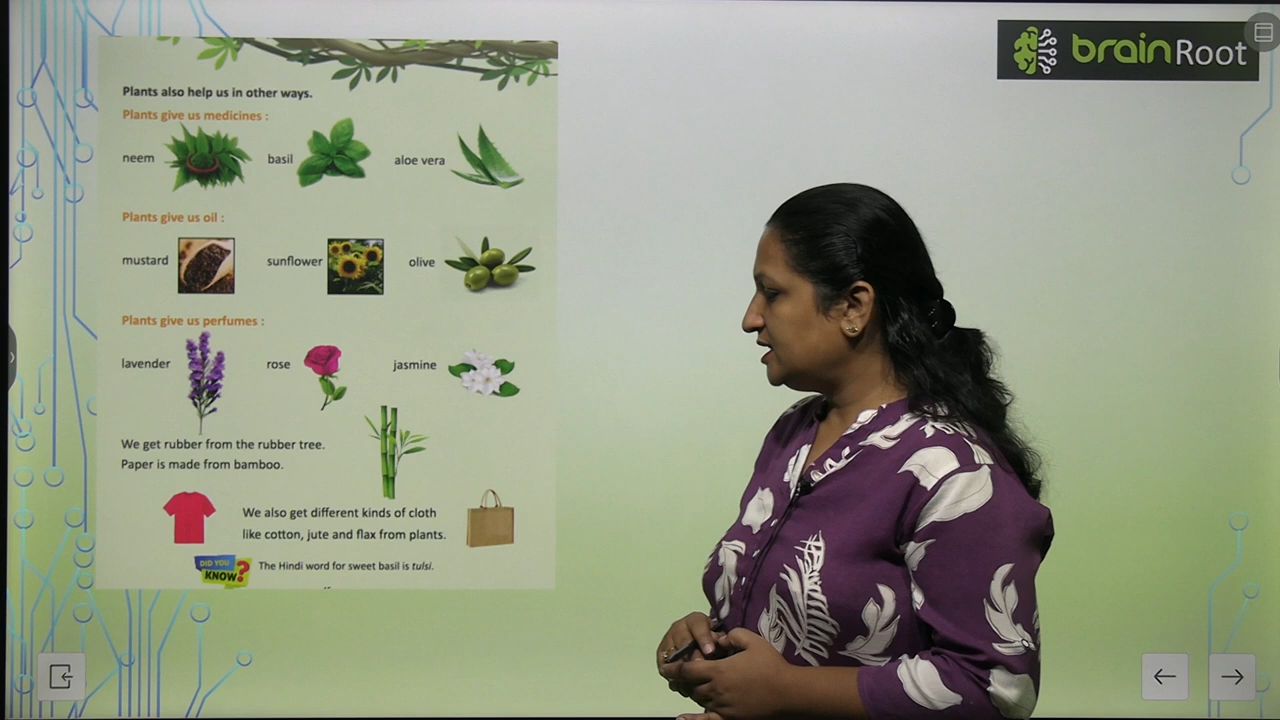 brainRoot
Plants also help us in other ways.
Plants give us medicines :
neem basil aloe vera
Plants give us oil :
mustard sunflower olive
Plants give us perfumes :
lavender rose jasmine
We get rubber from the rubber tree.
Paper is made from bamboo.
We also get different kinds of cloth
like cotton, jute and flax from plants.
DID YOU
KNOW?
The Hindi word for sweet basil is tulsi.